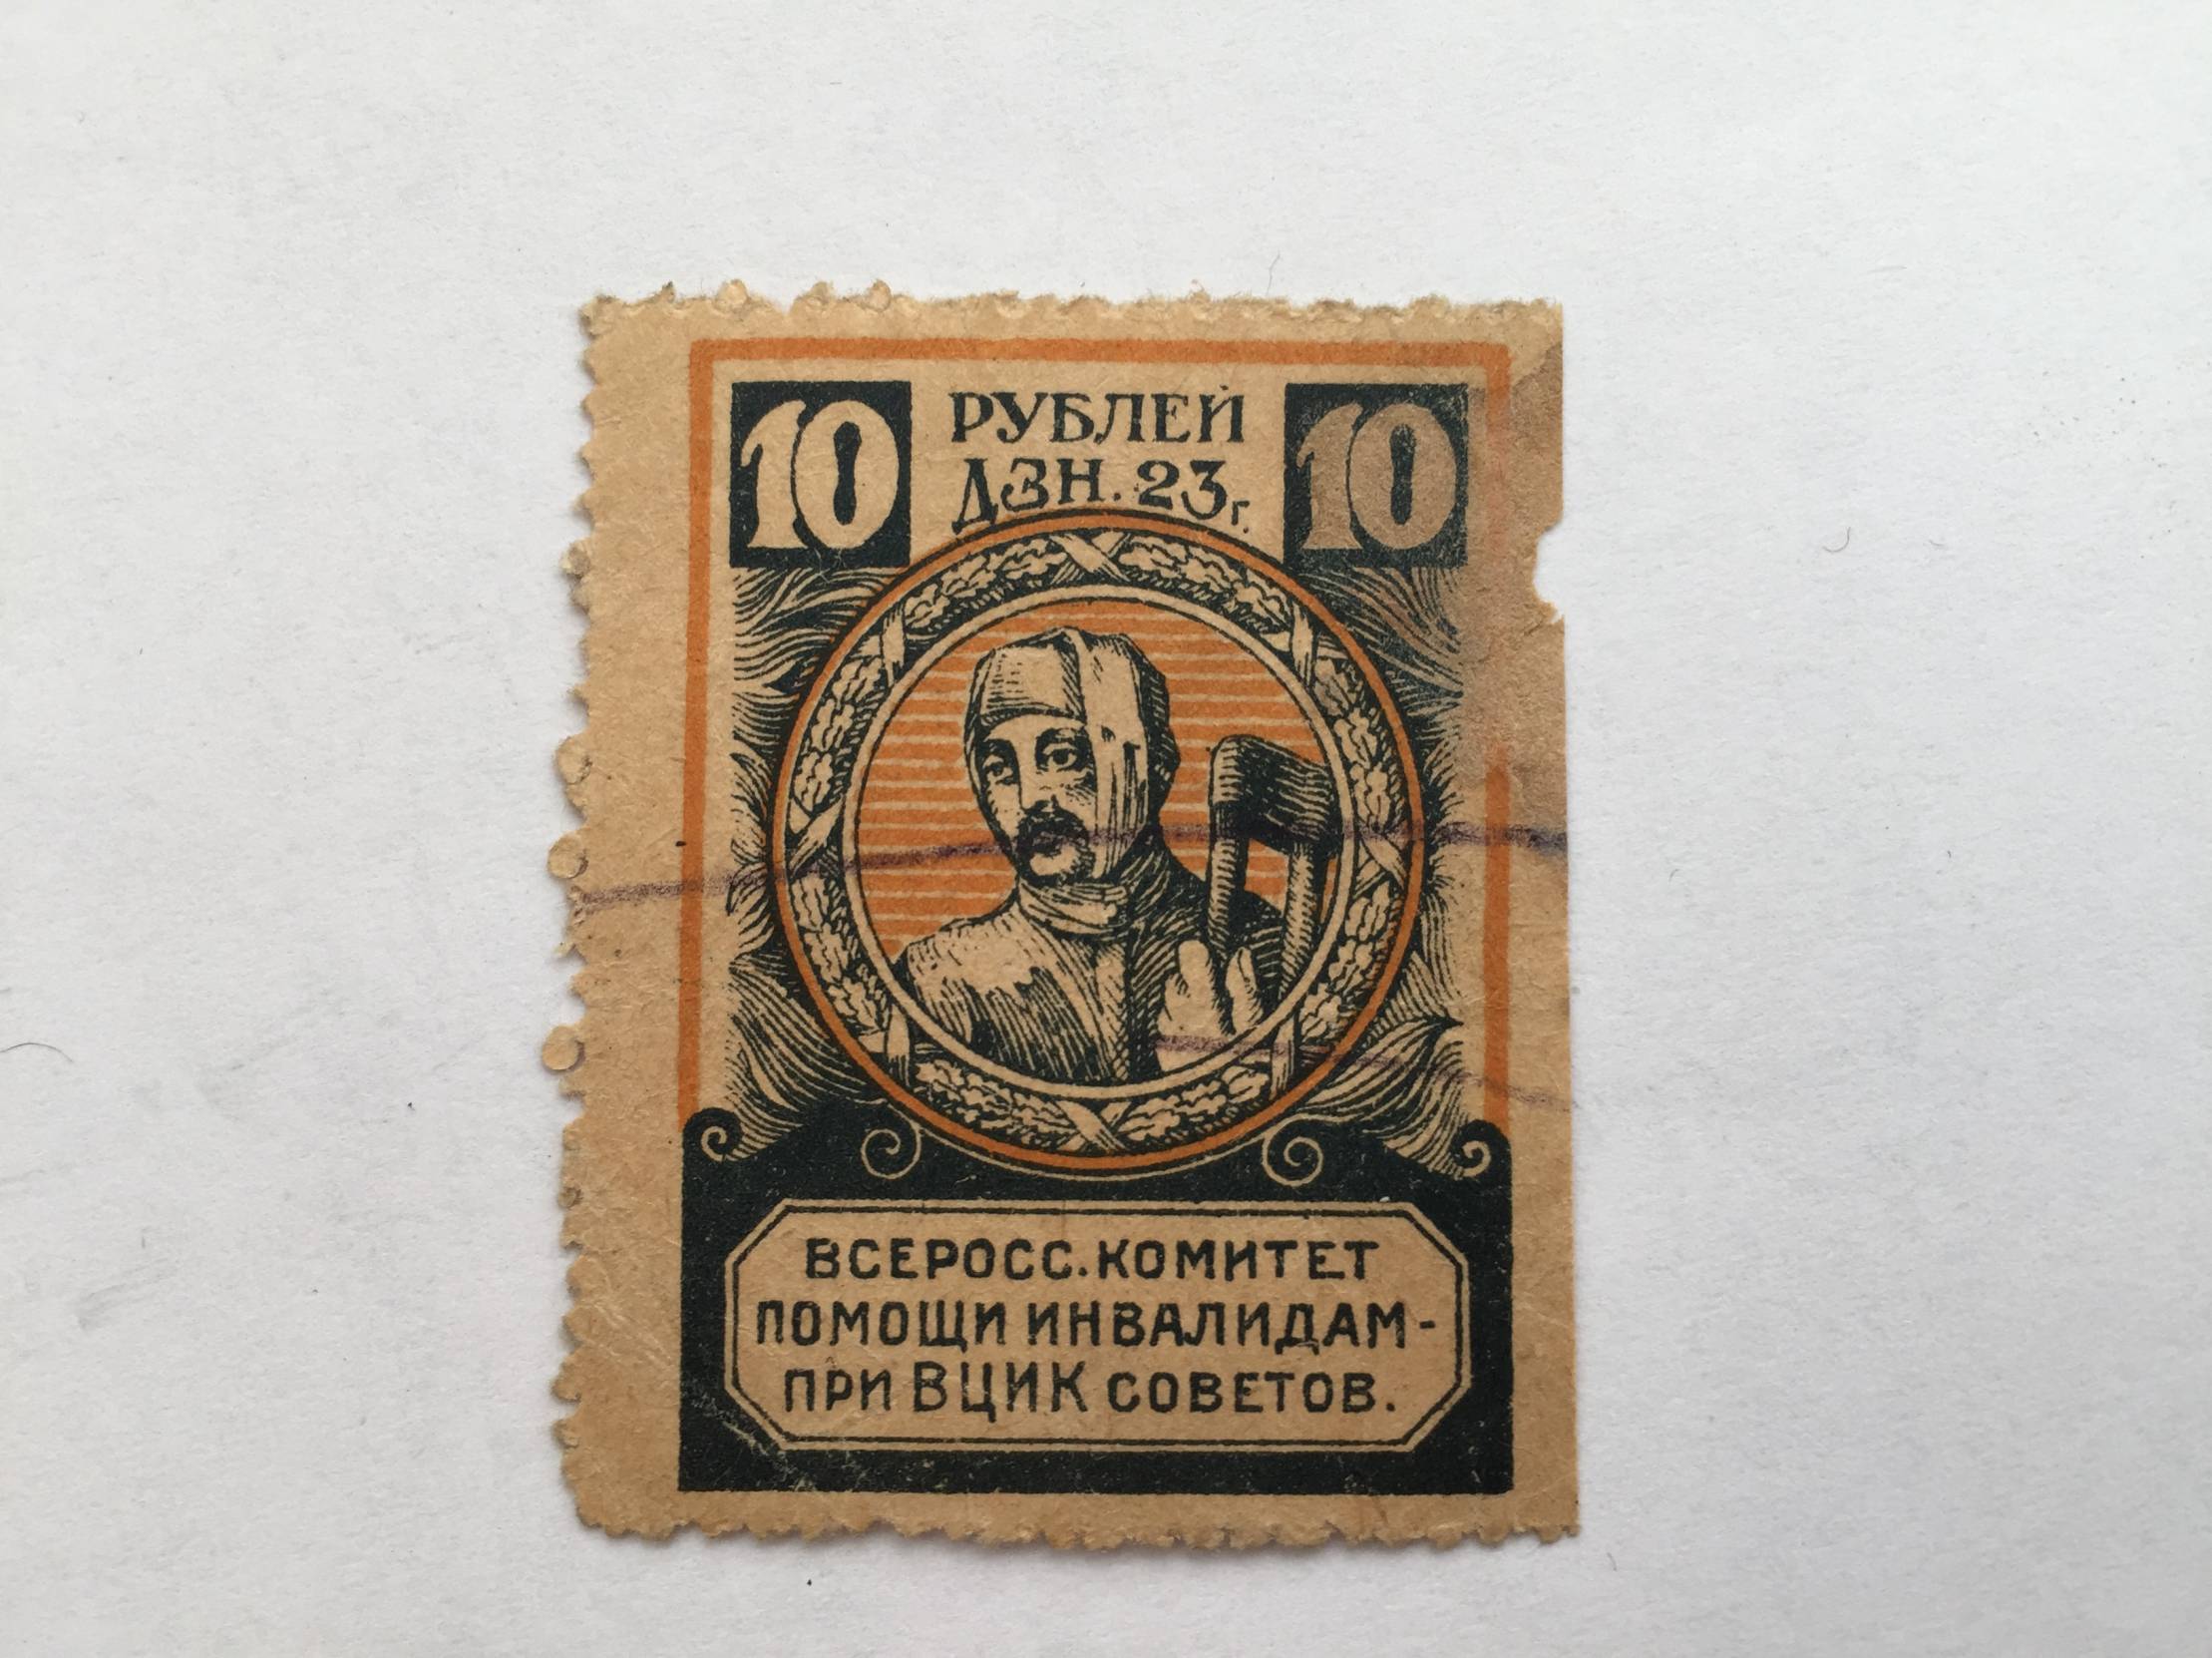 10 РУБЛЕЙ 10
ДЗН. 23г.
ВСЕРОСС. КОМИТЕТ
ПОМОЩИ ИНВАЛИДАМ-
ПРИ ВЦИК СОВЕТОВ.